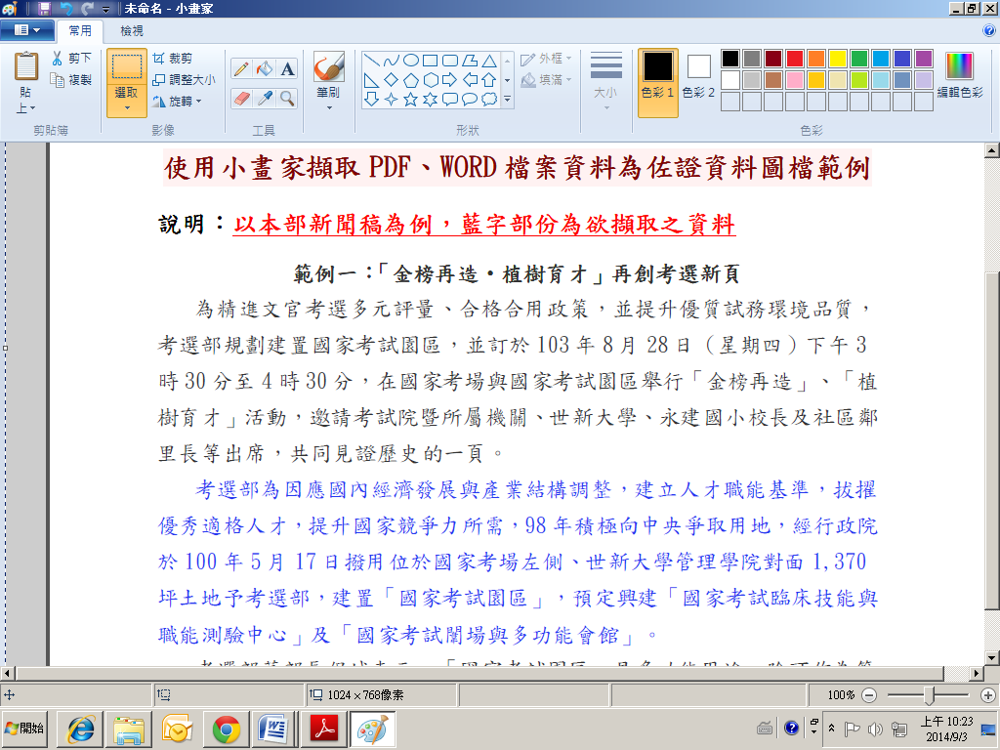 未命名 - 小畫家
常用 檢視
貼上 剪下 複製 選取 裁剪 調整大小 旋轉 筆刷 外框 填滿 大小 色彩 1 色彩 2 編輯色彩
剪貼簿 影像 工具 形狀 色彩
使用小畫家擷取 PDF、WORD 檔案資料為佐證資料圖檔範例
說明：以本部新聞稿為例，藍字部份為欲擷取之資料
範例一：「金榜再造‧植樹育才」再創考選新頁
為精進文官考選多元評量、合格合用政策，並提升優質試務環境品質，
考選部規劃建置國家考試園區，並訂於 103 年 8 月 28 日（星期四）下午 3
時 30 分至 4 時 30 分，在國家考場與國家考試園區舉行「金榜再造」、「植
樹育才」活動，邀請考試院暨所屬機關、世新大學、永建國小校長及社區鄰
里長等出席，共同見證歷史的一頁。
考選部為因應國內經濟發展與產業結構調整，建立人才職能基準，拔擢
優秀適格人才，提升國家競爭力所需，98 年積極向中央爭取用地，經行政院
於 100 年 5 月 17 日撥用位於國家考場左側、世新大學管理學院對面 1,370
坪土地予考選部，建置「國家考試園區」，預定興建「國家考試臨床技能與
職能測驗中心」及「國家考試闈場與多功能會館」。
1024 × 768像素 100%
開始 上午 10:23
2014/9/3